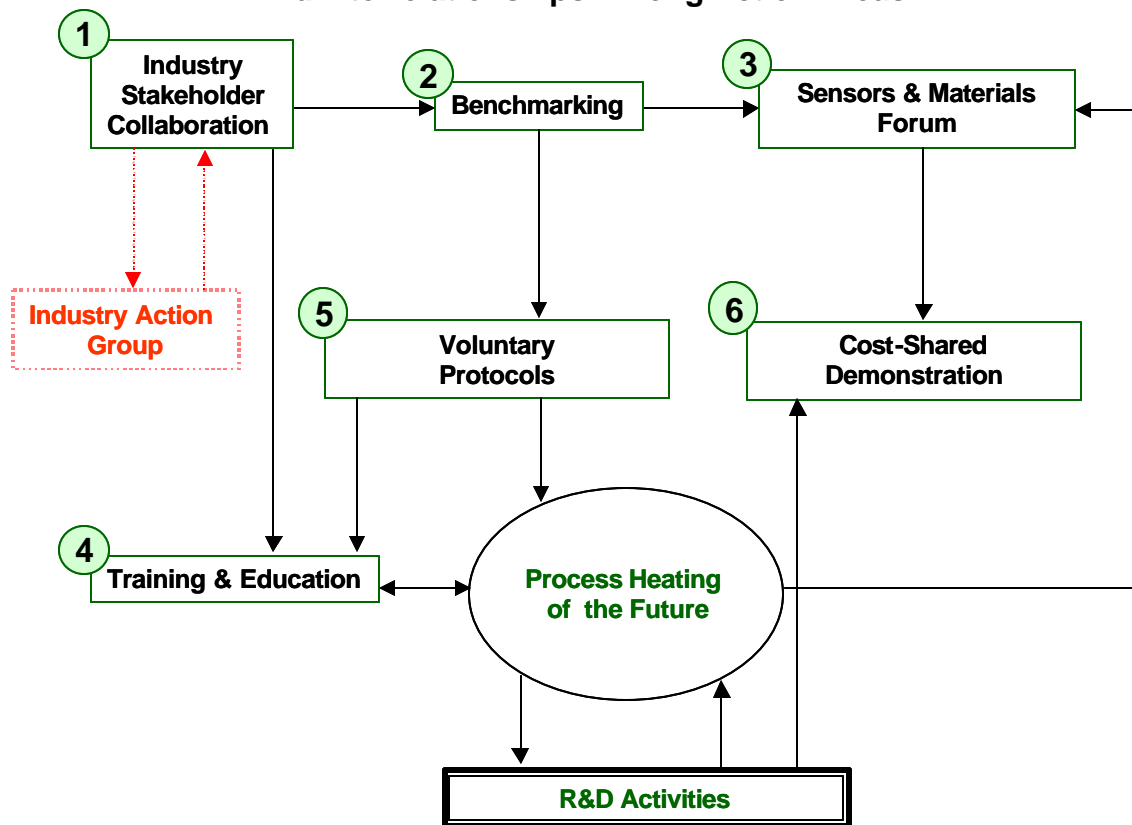 1
Industry
Stakeholder
Collaboration
2
Benchmarking
3
Sensors & Materials
Forum
Industry Action
Group
5
Voluntary
Protocols
6
Cost-Shared
Demonstration
4
Training & Education
Process Heating
of the Future
R&D Activities